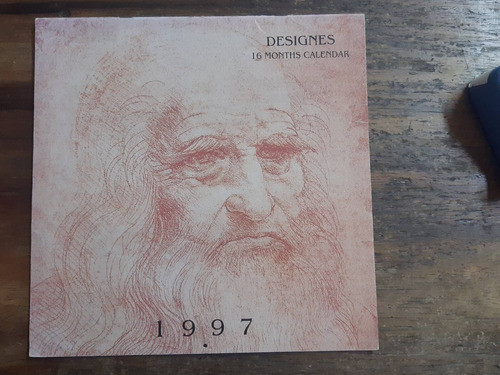 DESIGNES
16 MONTHS CALENDAR
1997